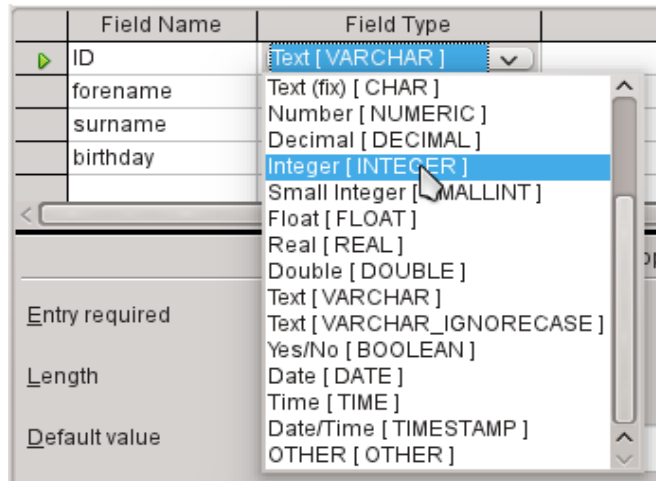 Field Name Field Type
ID Text [ VARCHAR ]
forename Text (fix) [ CHAR ]
Number [ NUMERIC ]
surname Decimal [ DECIMAL ]
birthday Integer [ INTEGER ]
Small Integer [ SMALLINT ]
Float [ FLOAT ]
Real [ REAL ]
Double [ DOUBLE ]
Text [ VARCHAR ]
Entry required Text [ VARCHAR_IGNORECASE ]
Yes/No [ BOOLEAN ]
Length Date [ DATE ]
Time [ TIME ]
Default value Date/Time [ TIMESTAMP ]
OTHER [ OTHER ]